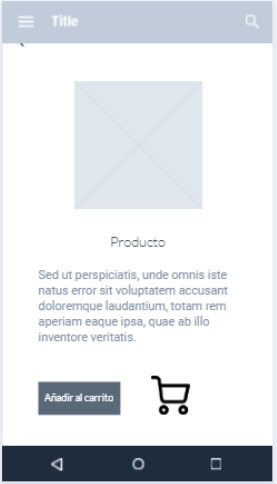 Title
Producto
Sed ut perspiciatis, unde omnis iste
natus error sit voluptatem accusant
doloremque laudantium, totam rem
aperiam eaque ipsa, quae ab illo
inventore veritatis.
Añadir al carrito